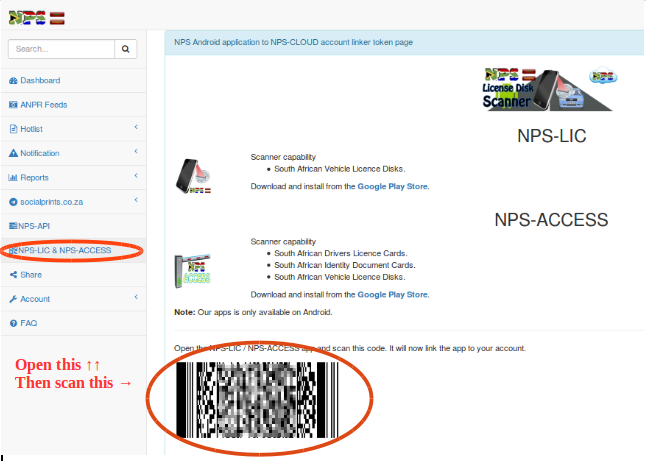 NPS
Search...
NPS Android application to NPS-CLOUD account linker token page
Dashboard
ANPR Feeds
Hotlist
Notification
Reports
socialprints.co.za
NPS-API
NPS-LIC & NPS-ACCESS
Share
Account
FAQ
Open this ↑↑
Then scan this →
NPS
License Disk
Scanner
NPS
NPS-LIC
Scanner capability
South African Vehicle Licence Disks.
Download and install from the Google Play Store.
NPS
NPS-ACCESS
Scanner capability
South African Drivers Licence Cards.
South African Identity Document Cards.
South African Vehicle Licence Disks.
NPS
ACCESS
Download and install from the Google Play Store.
Note: Our apps is only available on Android.
Open the NPS-LIC / NPS-ACCESS app and scan this code. It will now link the app to your account.